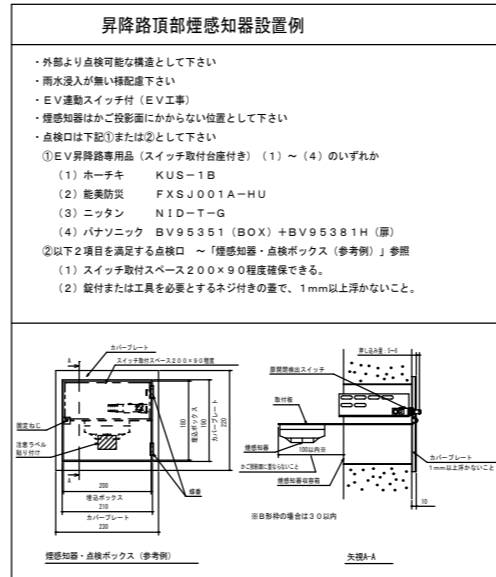 昇降路頂部煙感知器設置例
・外部より点検可能な構造として下さい
・雨水浸入が無い様配慮下さい
・EV連動スイッチ付(EV工事)
・煙感知器はかご投影面にかからない位置として下さい
・点検口は下記①または②として下さい
①EV昇降路専用品(スイッチ取付台座付き)(1)~(4)のいずれか
(1)ホーチキ KUS-1B
(2)能美防災 FXSJ001A-HU
(3)ニッタン NID-T-G
(4)パナソニック BV95351(BOX)+BV95381H(扉)
②以下2項目を満足する点検口 ~「煙感知器・点検ボックス(参考例)」参照
(1)スイッチ取付スペース200×90程度確保できる。
(2)錠付または工具を必要とするネジ付きの蓋で、1mm以上浮かないこと。
カバープレート
スイッチ取付スペース200×90程度
A
固定ねじ
注意ラベル
貼り付け
A
180
埋込ボックス
190
カバープレート
220
200
埋込ボックス
210
カバープレート
230
蝶番
煙感知器・点検ボックス(参考例)
押し込み量:5~8
扉開閉検出スイッチ
取付板
煙感知器
100以内※
かご投影面に重ならないこと
煙感知器収容箱
カバープレート
1mm以上浮かないこと
10
※B形枠の場合は30以内
矢視A-A